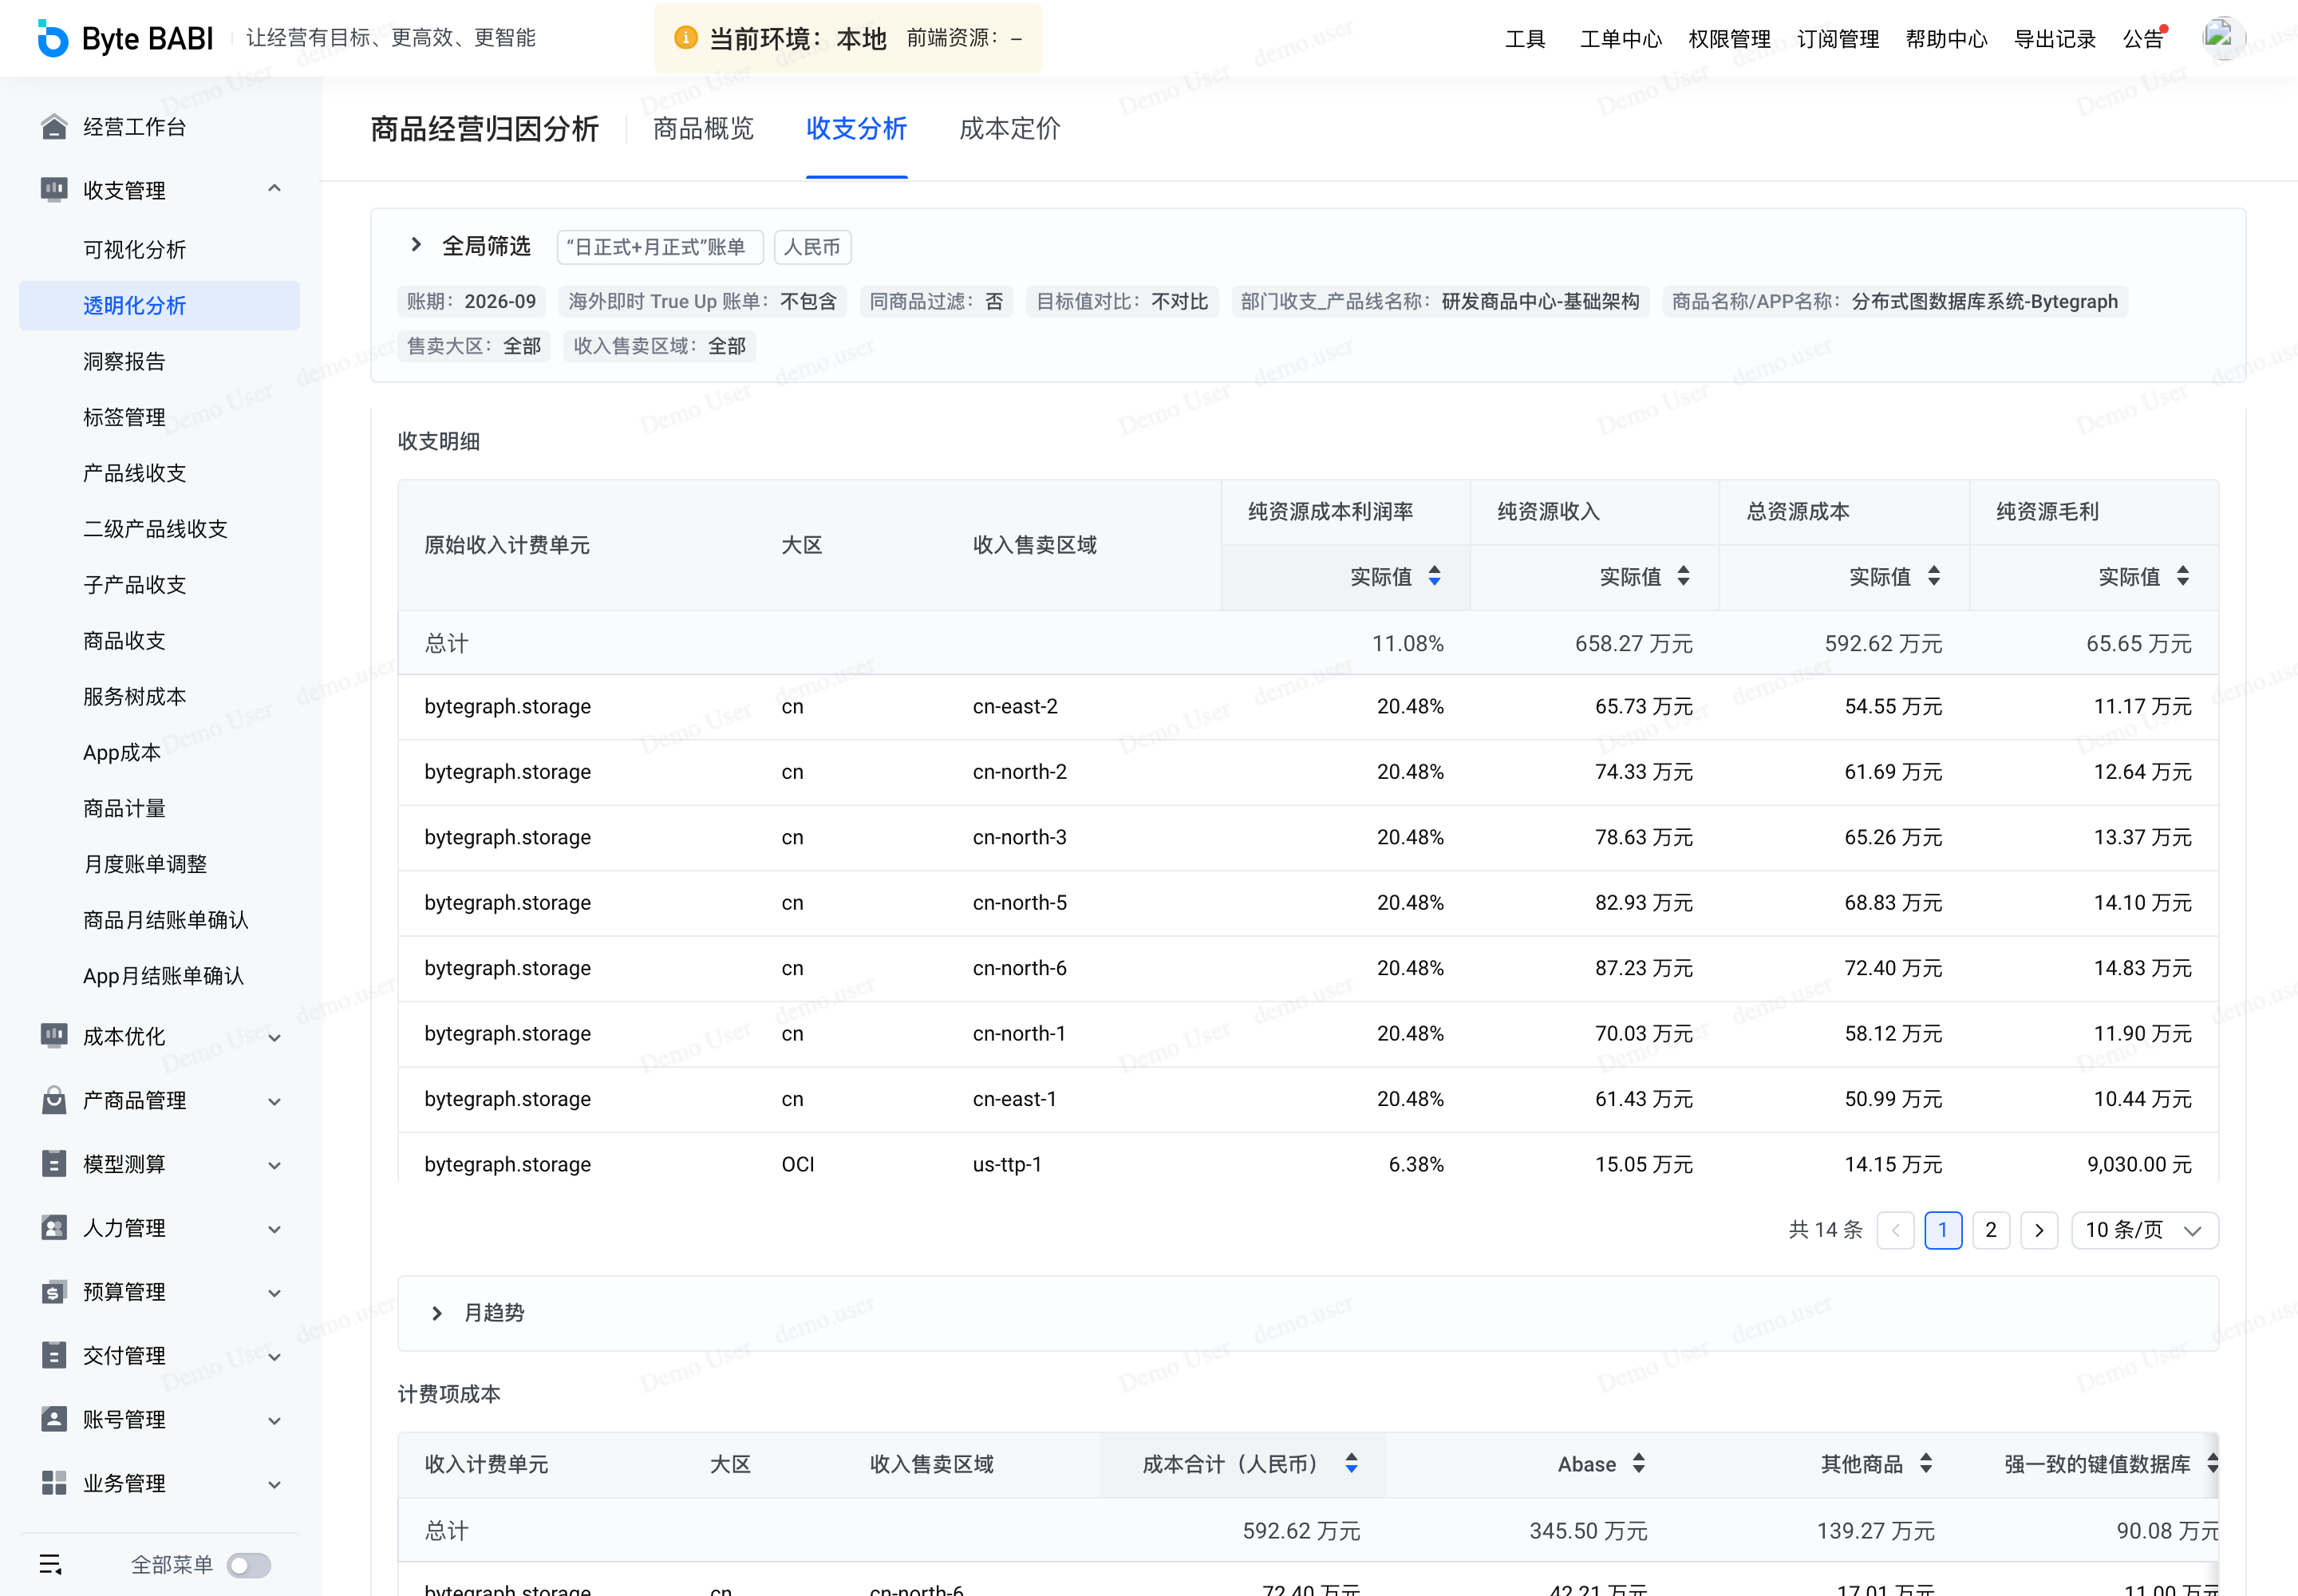 Byte BABI 让经营有目标、更高效、更智能 当前环境：本地 前端资源：– 工具 工单中心 权限管理 订阅管理 帮助中心 导出记录 公告
经营工作台
收支管理
可视化分析
透明化分析
洞察报告
标签管理
产品线收支
二级产品线收支
子产品收支
商品收支
服务树成本
App成本
商品计量
月度账单调整
商品月结账单确认
App月结账单确认
成本优化
产商品管理
模型测算
人力管理
预算管理
交付管理
账号管理
业务管理
全部菜单
商品经营归因分析 商品概览 收支分析 成本定价
全局筛选 “日正式+月正式”账单 人民币
账期：2026-09 海外即时 True Up 账单：不包含 同商品过滤：否 目标值对比：不对比 部门收支_产品线名称：研发商品中心-基础架构 商品名称/APP名称：分布式图数据库系统-Bytegraph
售卖大区：全部 收入售卖区域：全部
收支明细
原始收入计费单元 大区 收入售卖区域 纯资源成本利润率 纯资源收入 总资源成本 纯资源毛利
实际值 实际值 实际值 实际值
总计 11.08% 658.27 万元 592.62 万元 65.65 万元
bytegraph.storage cn cn-east-2 20.48% 65.73 万元 54.55 万元 11.17 万元
bytegraph.storage cn cn-north-2 20.48% 74.33 万元 61.69 万元 12.64 万元
bytegraph.storage cn cn-north-3 20.48% 78.63 万元 65.26 万元 13.37 万元
bytegraph.storage cn cn-north-5 20.48% 82.93 万元 68.83 万元 14.10 万元
bytegraph.storage cn cn-north-6 20.48% 87.23 万元 72.40 万元 14.83 万元
bytegraph.storage cn cn-north-1 20.48% 70.03 万元 58.12 万元 11.90 万元
bytegraph.storage cn cn-east-1 20.48% 61.43 万元 50.99 万元 10.44 万元
bytegraph.storage OCI us-ttp-1 6.38% 15.05 万元 14.15 万元 9,030.00 元
共 14 条 1 2 10 条/页
月趋势
计费项成本
收入计费单元 大区 收入售卖区域 成本合计（人民币） Abase 其他商品 强一致的键值数据库
总计 592.62 万元 345.50 万元 139.27 万元 90.08 万元
bytegraph.storage cn cn-north-6 72.40 万元 42.21 万元 17.01 万元 11.00 万元
Demo User
demo.user